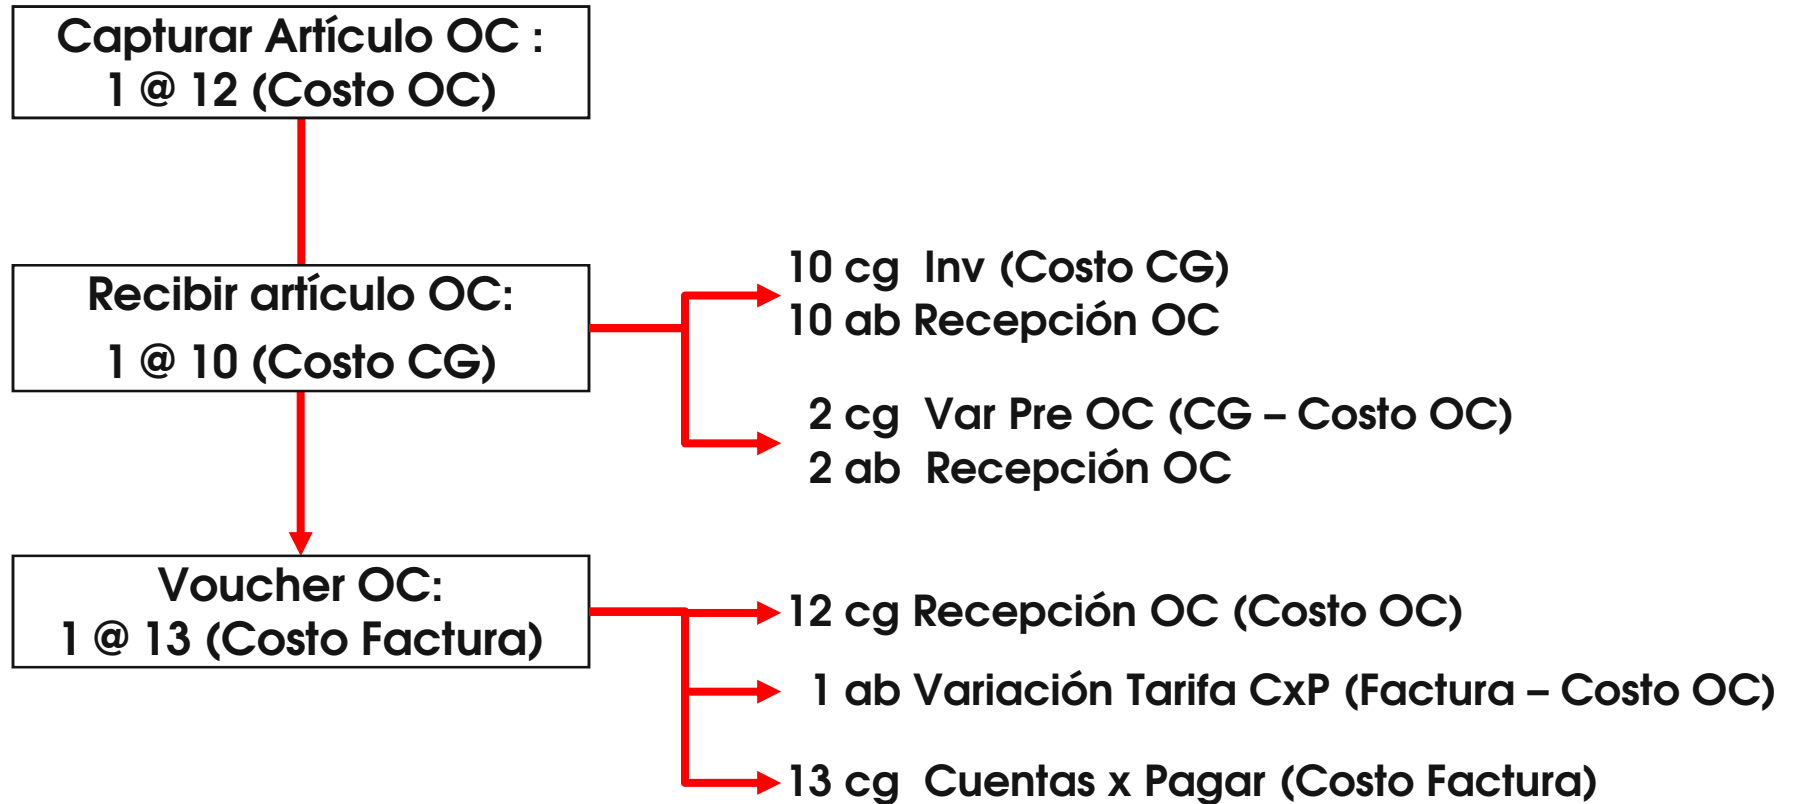 Capturar Artículo OC :
1 @ 12 (Costo OC)
Recibir artículo OC:
1 @ 10 (Costo CG)
10 cg Inv (Costo CG)
10 ab Recepción OC
2 cg Var Pre OC (CG – Costo OC)
2 ab Recepción OC
Voucher OC:
1 @ 13 (Costo Factura)
12 cg Recepción OC (Costo OC)
1 ab Variación Tarifa CxP (Factura – Costo OC)
13 cg Cuentas x Pagar (Costo Factura)